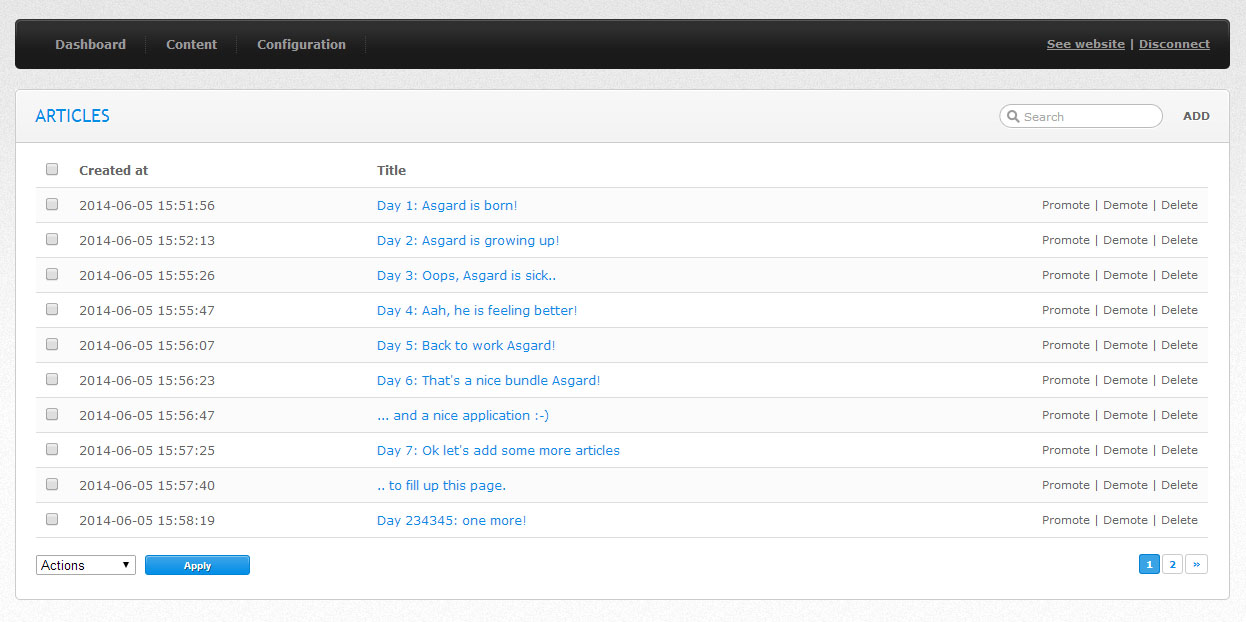 Dashboard Content Configuration See website | Disconnect
ARTICLES Search ADD
Created at Title
2014-06-05 15:51:56 Day 1: Asgard is born! Promote | Demote | Delete
2014-06-05 15:52:13 Day 2: Asgard is growing up! Promote | Demote | Delete
2014-06-05 15:55:26 Day 3: Oops, Asgard is sick.. Promote | Demote | Delete
2014-06-05 15:55:47 Day 4: Aah, he is feeling better! Promote | Demote | Delete
2014-06-05 15:56:07 Day 5: Back to work Asgard! Promote | Demote | Delete
2014-06-05 15:56:23 Day 6: That's a nice bundle Asgard! Promote | Demote | Delete
2014-06-05 15:56:47 ... and a nice application :-) Promote | Demote | Delete
2014-06-05 15:57:25 Day 7: Ok let's add some more articles Promote | Demote | Delete
2014-06-05 15:57:40 .. to fill up this page. Promote | Demote | Delete
2014-06-05 15:58:19 Day 234345: one more! Promote | Demote | Delete
Actions Apply 1 2 »